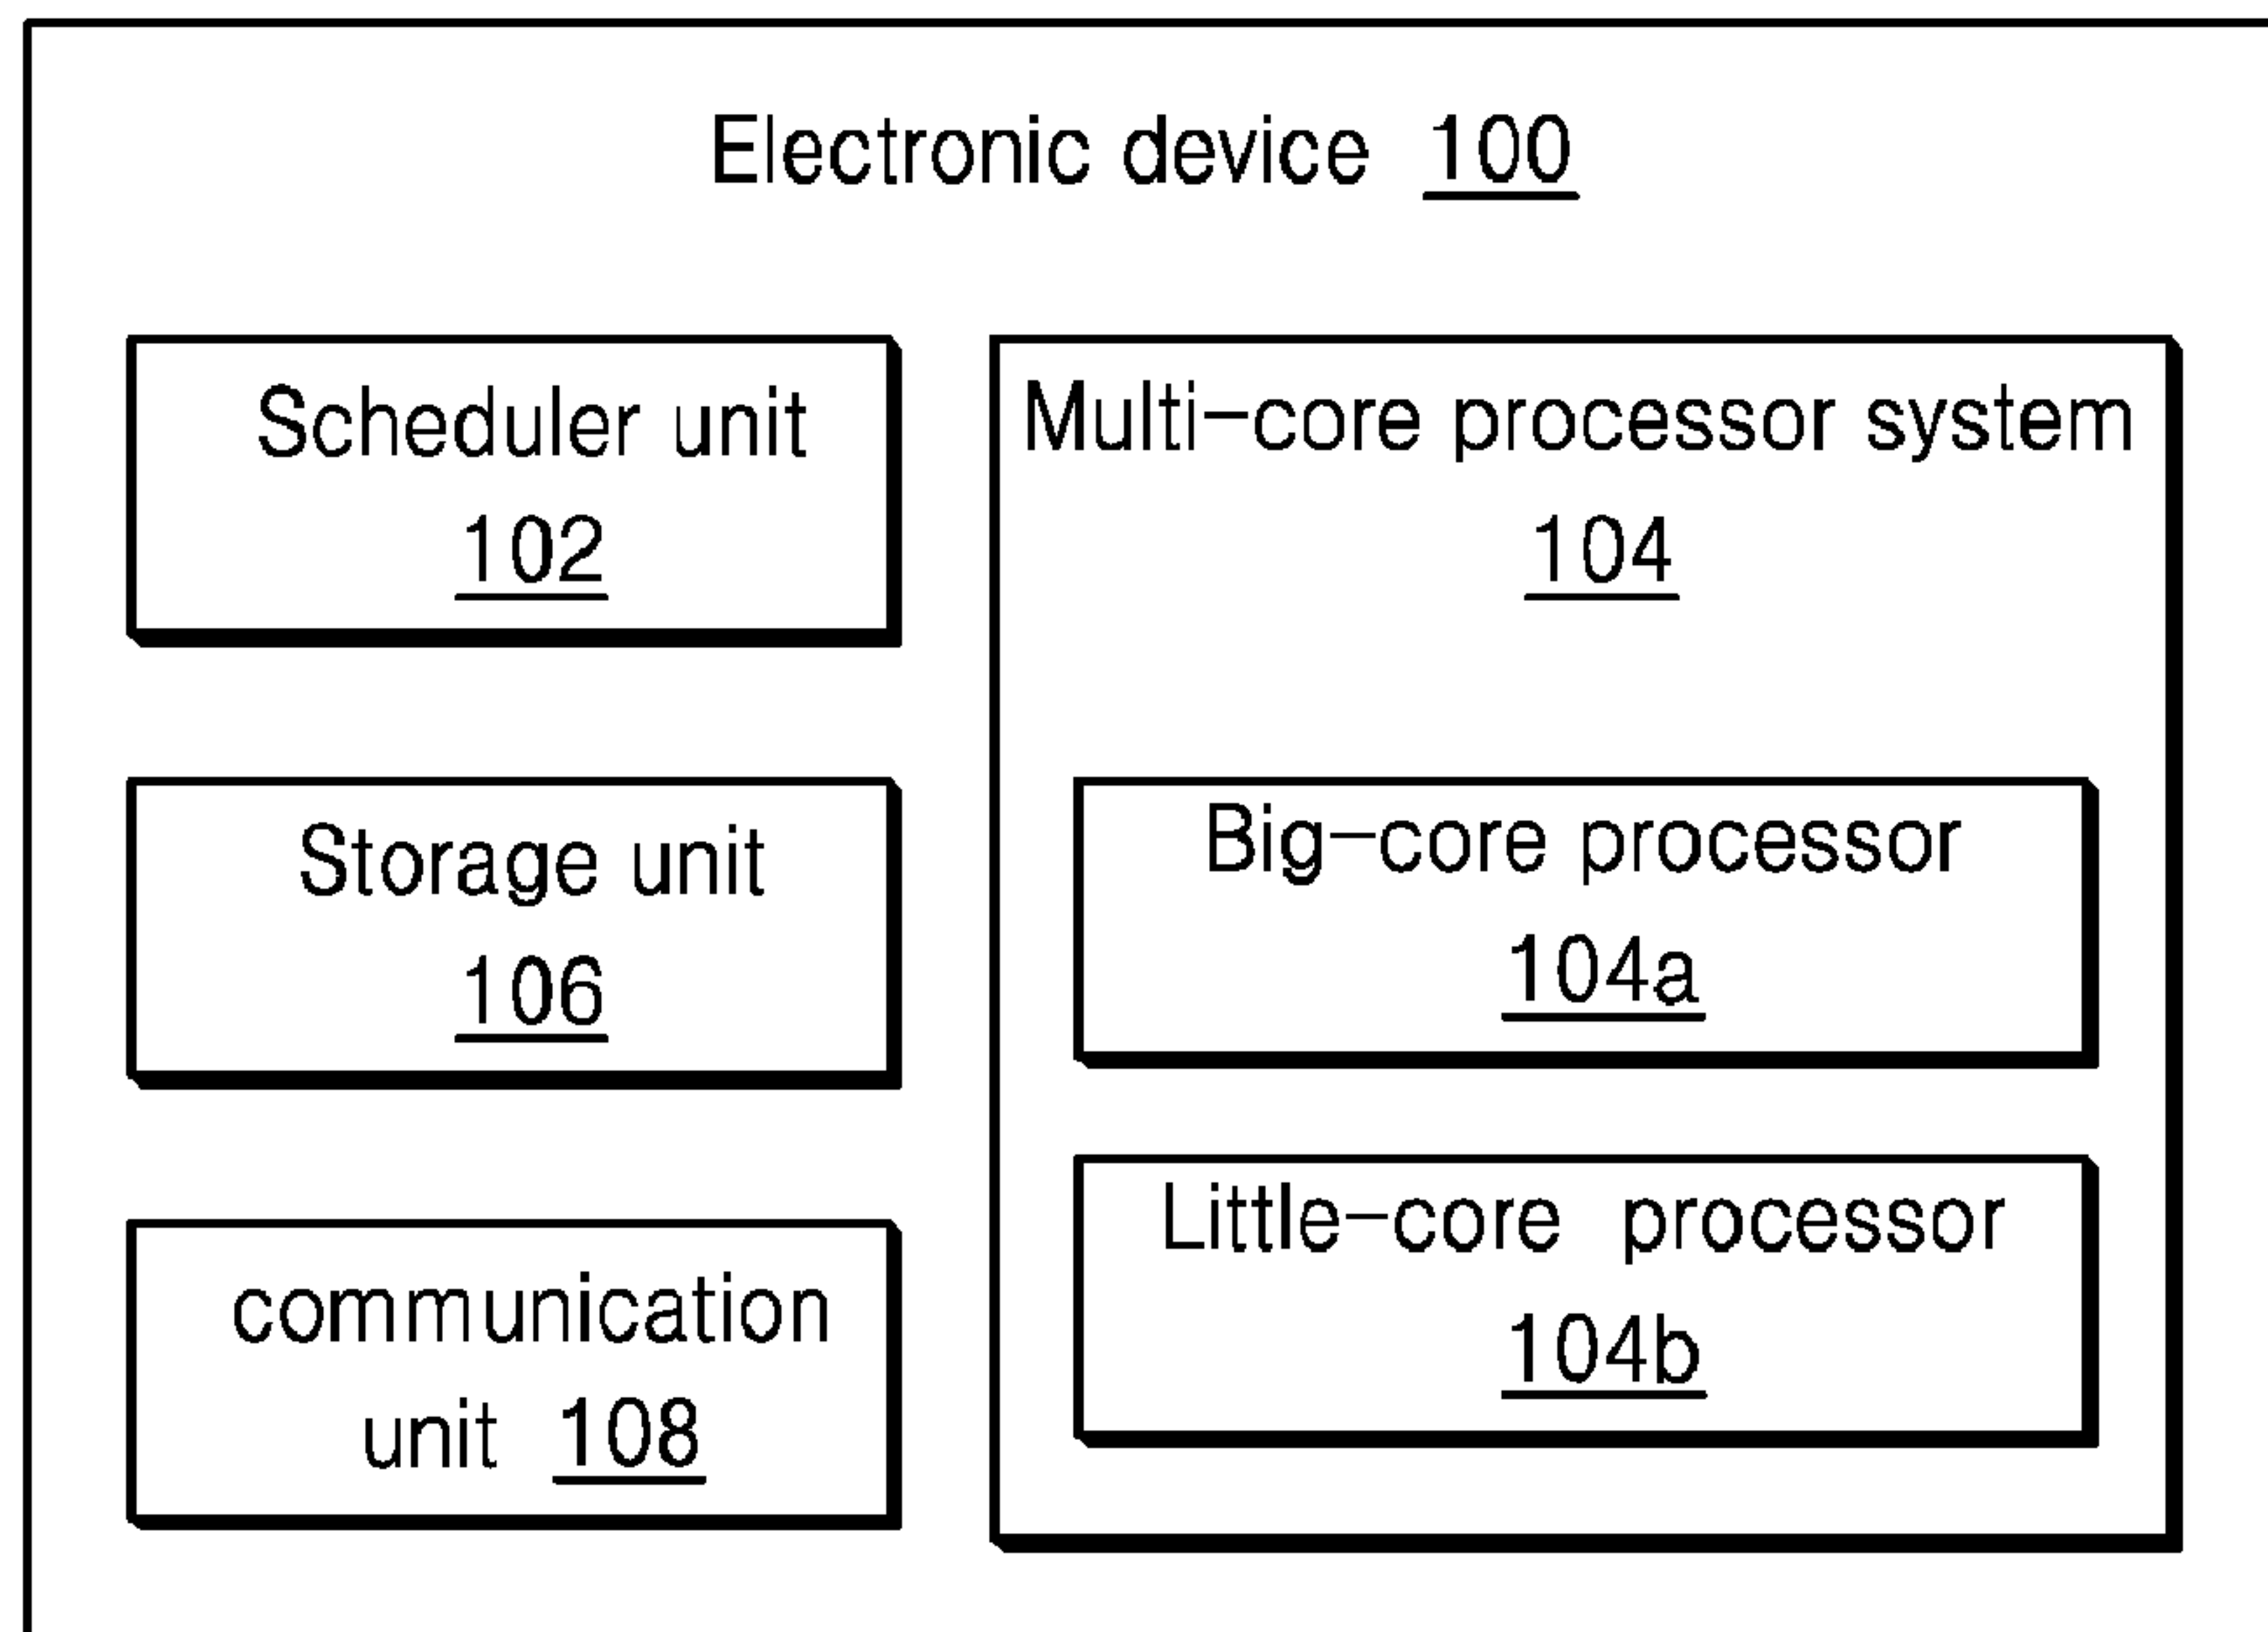 Electronic device 100
Scheduler unit
102
Storage unit
106
communication
unit 108
Multi-core processor system
104
Big-core processor
104a
Little-core processor
104b